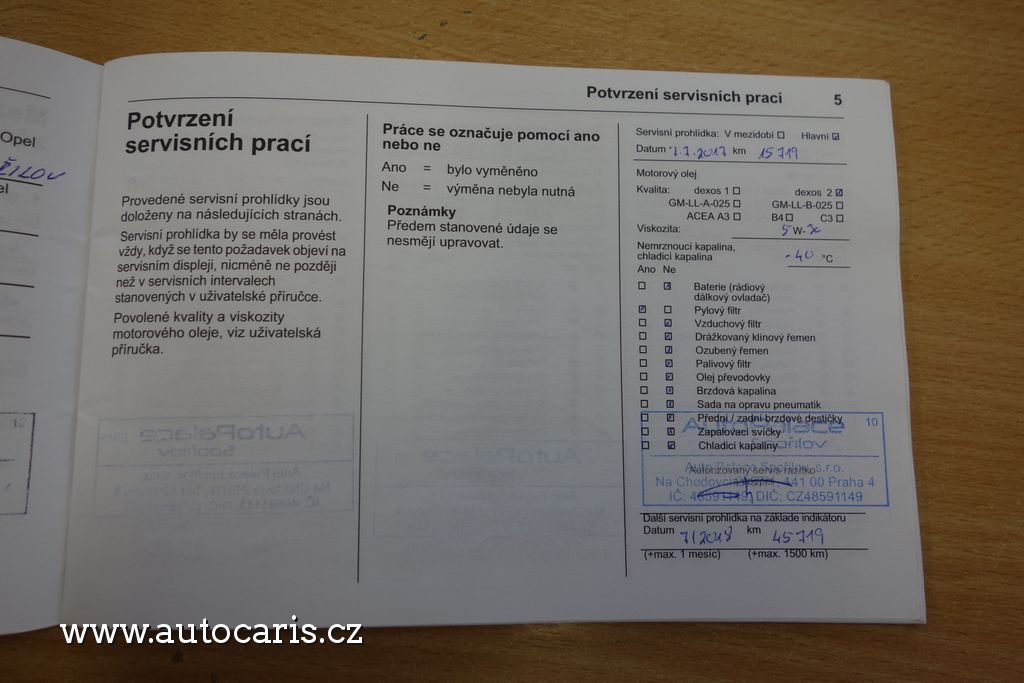 Opel
Potvrzení servisních prací 5
Potvrzení
servisních prací
Provedené servisní prohlídky jsou
doloženy na následujících stranách.
Servisní prohlídka by se měla provést
vždy, když se tento požadavek objeví na
servisním displeji, nicméně ne později
než v servisních intervalech
stanovených v uživatelské příručce.
Povolené kvality a viskozity
motorového oleje, viz uživatelská
příručka.
Práce se označuje pomocí ano
nebo ne
Ano = bylo vyměněno
Ne = výměna nebyla nutná
Poznámky
Předem stanovené údaje se
nesmějí upravovat.
Servisní prohlídka: V mezidobí ☐ Hlavní ☑
Datum 7.7.2017 km 15719
Motorový olej
Kvalita: dexos 1 ☐ dexos 2 ☑
GM-LL-A-025 ☐ GM-LL-B-025 ☐
ACEA A3 ☐ B4 ☐ C3 ☐
Viskozita: 5 W-
Nemrznoucí kapalina,
chladicí kapalina -40 °C
Ano Ne
☐ ☑ Baterie (rádiový
dálkový ovladač)
☑ ☐ Pylový filtr
☐ ☑ Vzduchový filtr
☐ ☑ Drážkovaný klínový řemen
☐ ☑ Ozubený řemen
☐ ☑ Palivový filtr
☐ ☑ Olej převodovky
☐ ☑ Brzdová kapalina
☐ ☑ Sada na opravu pneumatik
☐ ☑ Přední / zadní brzdové destičky
☐ ☑ Zapalovací svíčky
☐ ☑ Chladicí kapaliny
AutoPalace 10
Spořilov
Auto Palace Spořilov, s.r.o.
Autorizovaný servis razítko
Na Chodovci 141 00 Praha 4
IČ: 48591149, DIČ: CZ48591149
Další servisní prohlídka na základě indikátoru
Datum 7/2018 km 45719
(+max. 1 měsíc) (+max. 1500 km)
www.autocaris.cz